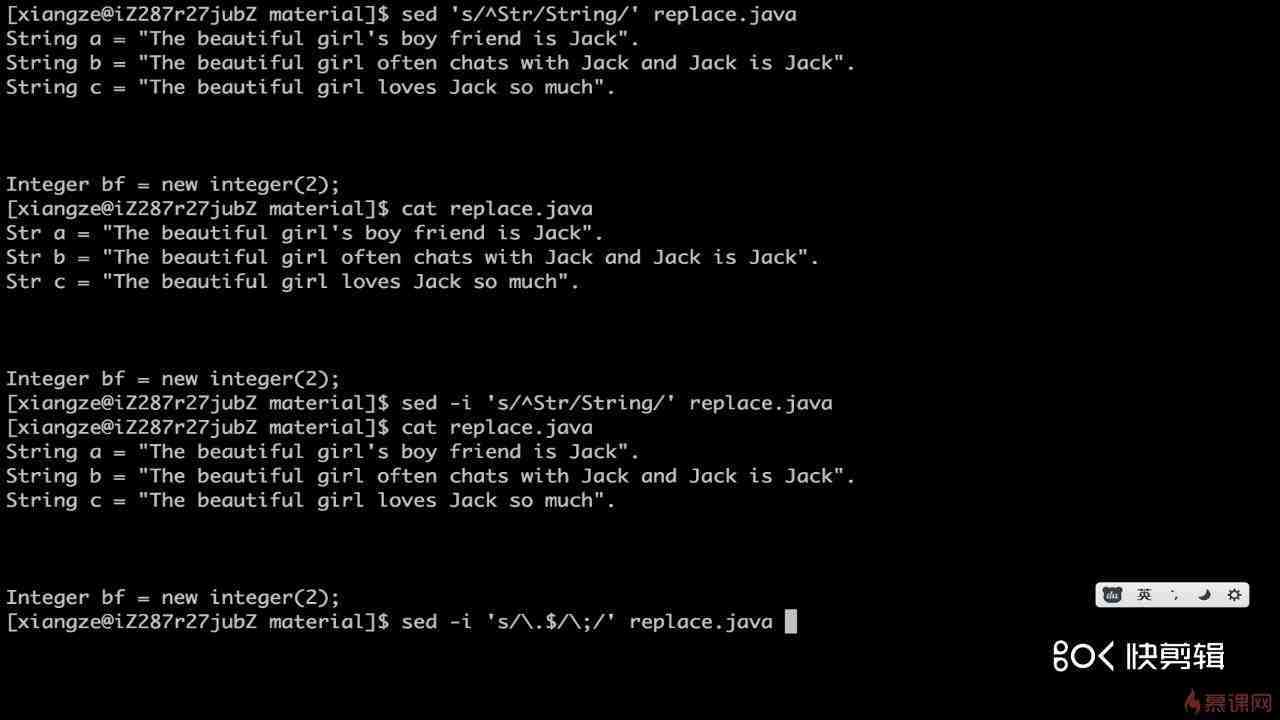 [xiangze@iZ287r27jubZ material]$ sed 's/^Str/String/' replace.java
String a = "The beautiful girl's boy friend is Jack".
String b = "The beautiful girl often chats with Jack and Jack is Jack".
String c = "The beautiful girl loves Jack so much".
Integer bf = new integer(2);
[xiangze@iZ287r27jubZ material]$ cat replace.java
Str a = "The beautiful girl's boy friend is Jack".
Str b = "The beautiful girl often chats with Jack and Jack is Jack".
Str c = "The beautiful girl loves Jack so much".
Integer bf = new integer(2);
[xiangze@iZ287r27jubZ material]$ sed -i 's/^Str/String/' replace.java
[xiangze@iZ287r27jubZ material]$ cat replace.java
String a = "The beautiful girl's boy friend is Jack".
String b = "The beautiful girl often chats with Jack and Jack is Jack".
String c = "The beautiful girl loves Jack so much".
Integer bf = new integer(2);
[xiangze@iZ287r27jubZ material]$ sed -i 's/\.$/\;/' replace.java
du 英
快剪辑
慕课网